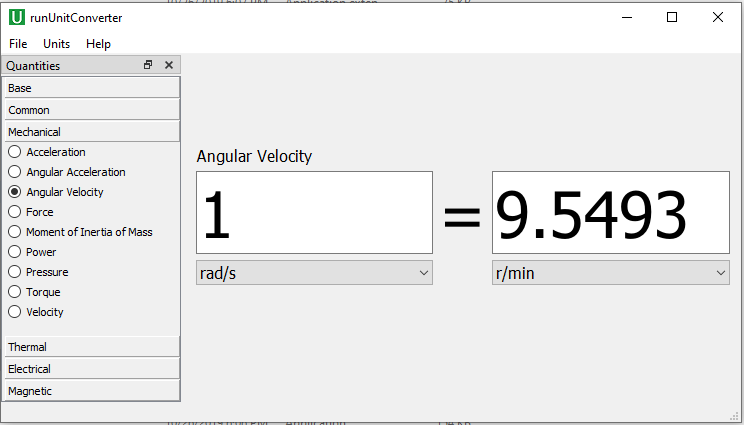 U runUnitConverter
File Units Help
Quantities
Base
Common
Mechanical
Acceleration
Angular Acceleration
Angular Velocity
Force
Moment of Inertia of Mass
Power
Pressure
Torque
Velocity
Thermal
Electrical
Magnetic
Angular Velocity
1 = 9.5493
rad/s r/min